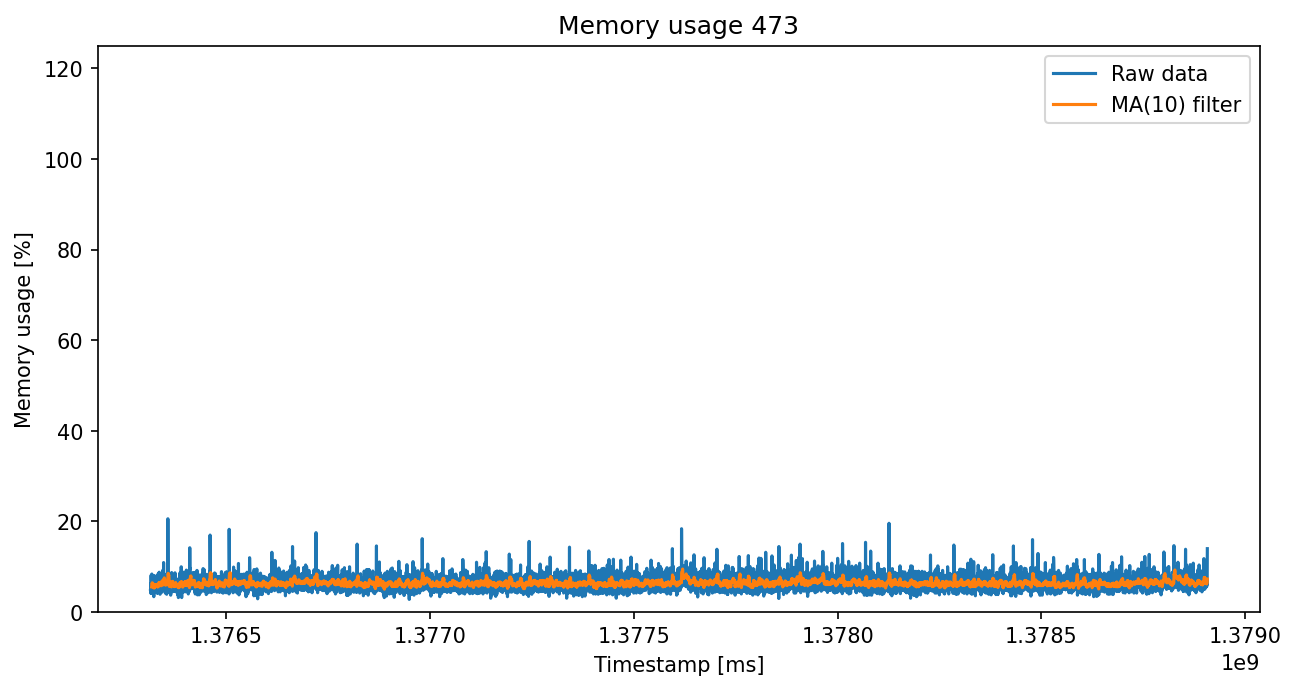 Memory usage 473
Raw data
MA(10) filter
Memory usage [%]
120
100
80
60
40
20
0
1.3765 1.3770 1.3775 1.3780 1.3785 1.3790
1e9
Timestamp [ms]